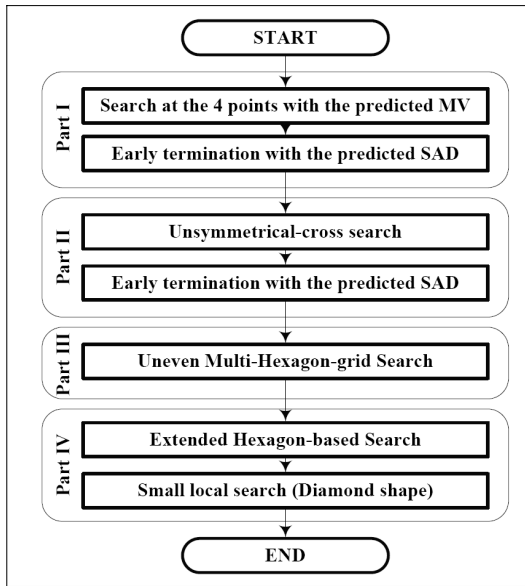 START
Part I
Search at the 4 points with the predicted MV
Early termination with the predicted SAD
Part II
Unsymmetrical-cross search
Early termination with the predicted SAD
Part III
Uneven Multi-Hexagon-grid Search
Part IV
Extended Hexagon-based Search
Small local search (Diamond shape)
END